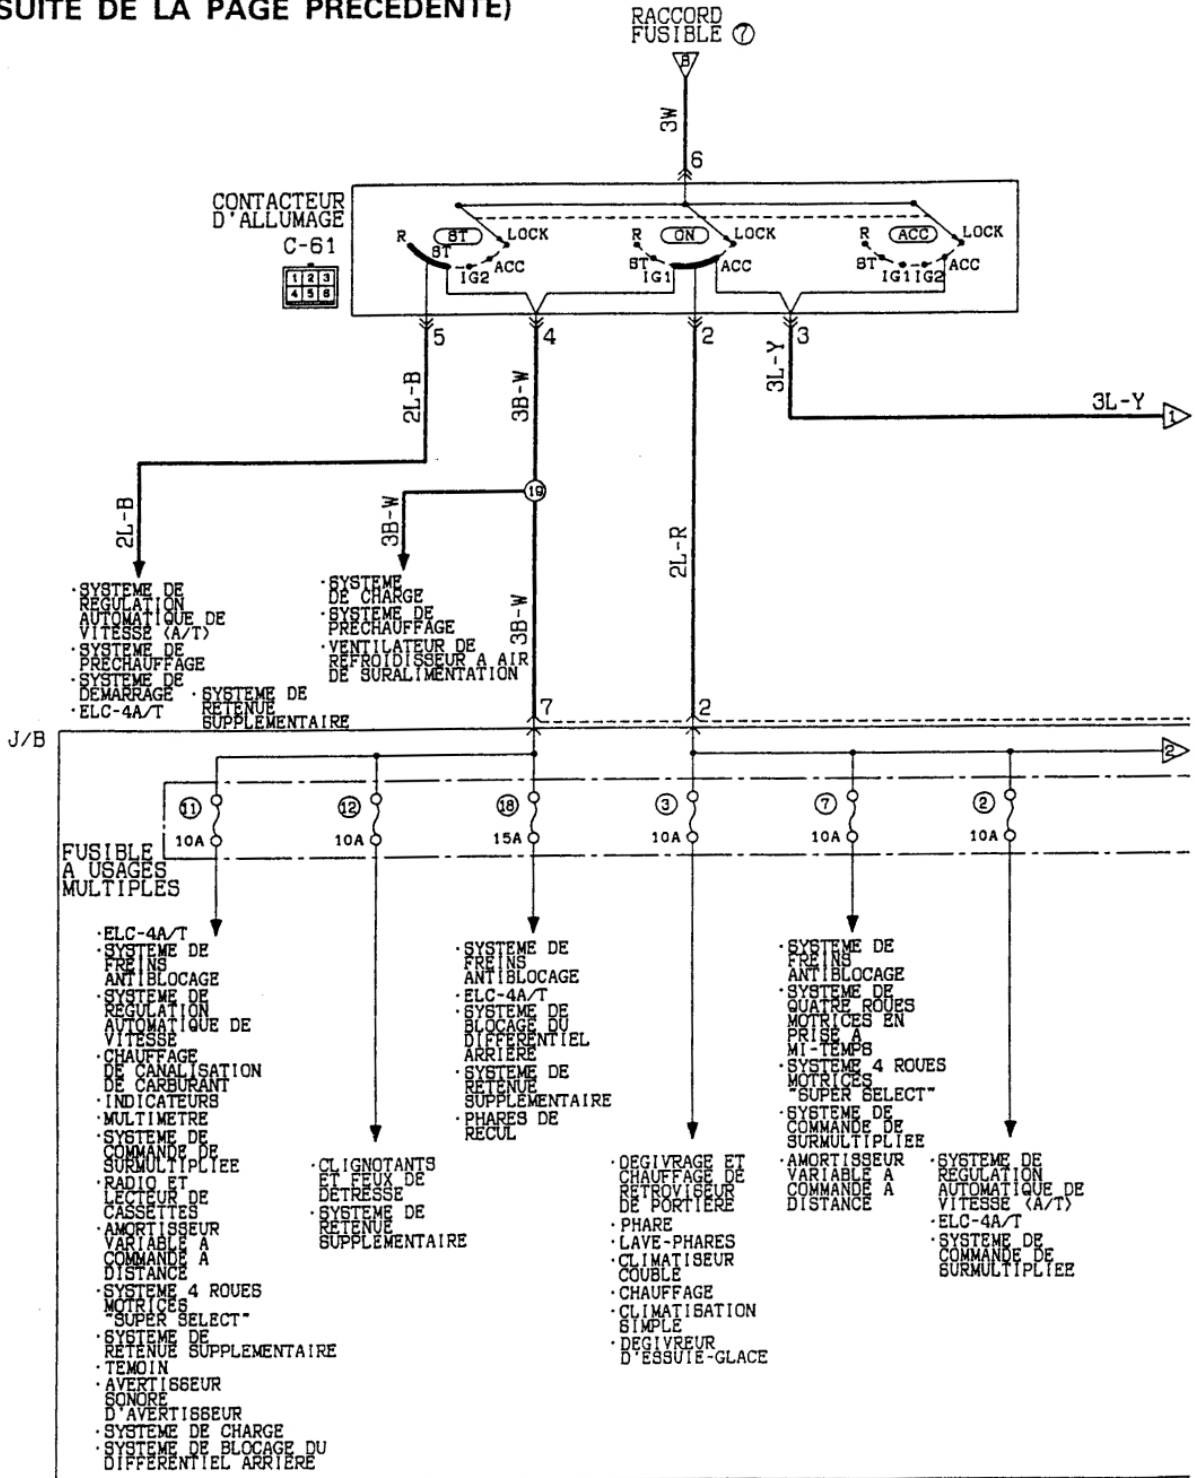 SUITE DE LA PAGE PRECEDENTE)
RACCORD
FUSIBLE ⑦
B
3W
6
CONTACTEUR
D'ALLUMAGE
C-61
1 2 3
4 5 6
R ST LOCK
ST
IG2 ACC
R ON LOCK
ST
IG1 ACC
R ACC LOCK
ST
IG1 IG2 ACC
5 4 2 3
2L-B
3B-W
3L-Y
3L-Y
1
19
2L-B
3B-W
2L-R
3B-W
·SYSTEME DE
REGULATION
AUTOMATIQUE DE
VITESSE (A/T)
·SYSTEME DE
PRECHAUFFAGE
·SYSTEME DE
DEMARRAGE
·ELC-4A/T
·SYSTEME DE
RETENUE
SUPPLEMENTAIRE
·SYSTEME
DE CHARGE
·SYSTEME DE
PRECHAUFFAGE
·VENTILATEUR DE
REFROIDISSEUR A AIR
DE SURALIMENTATION
7 2
J/B
2
⑪ ⑫ ⑱ ③ ⑦ ②
10A 10A 15A 10A 10A 10A
FUSIBLE
A USAGES
MULTIPLES
·ELC-4A/T
·SYSTEME DE
FREINS
ANTIBLOCAGE
·SYSTEME DE
REGULATION
AUTOMATIQUE DE
VITESSE
·CHAUFFAGE
DE CANALISATION
DE CARBURANT
·INDICATEURS
·MULTIMETRE
·SYSTEME DE
COMMANDE DE
SURMULTIPLIEE
·RADIO ET
LECTEUR DE
CASSETTES
·AMORTISSEUR
VARIABLE A
COMMANDE A
DISTANCE
·SYSTEME 4 ROUES
MOTRICES
"SUPER SELECT"
·SYSTEME DE
RETENUE SUPPLEMENTAIRE
·TEMOIN
·AVERTISSEUR
SONORE
D'AVERTISSEUR
·SYSTEME DE CHARGE
·SYSTEME DE BLOCAGE DU
DIFFERENTIEL ARRIERE
·CLIGNOTANTS
ET FEUX DE
DETRESSE
·SYSTEME DE
RETENUE
SUPPLEMENTAIRE
·SYSTEME DE
FREINS
ANTIBLOCAGE
·ELC-4A/T
·SYSTEME DE
BLOCAGE DU
DIFFERENTIEL
ARRIERE
·SYSTEME DE
RETENUE
SUPPLEMENTAIRE
·PHARES DE
RECUL
·DEGIVRAGE ET
CHAUFFAGE DE
RETROVISEUR
DE PORTIERE
·PHARE
·LAVE-PHARES
·CLIMATISEUR
COUBLE
·CHAUFFAGE
·CLIMATISATION
SIMPLE
·DEGIVREUR
D'ESSUIE-GLACE
·SYSTEME DE
FREINS
ANTIBLOCAGE
·SYSTEME DE
QUATRE ROUES
MOTRICES EN
PRISE A
MI-TEMPS
·SYSTEME 4 ROUES
MOTRICES
"SUPER SELECT"
·SYSTEME DE
COMMANDE DE
SURMULTIPLIEE
·AMORTISSEUR
VARIABLE A
COMMANDE A
DISTANCE
·SYSTEME DE
REGULATION
AUTOMATIQUE DE
VITESSE (A/T)
·ELC-4A/T
·SYSTEME DE
COMMANDE DE
SURMULTIPLIEE